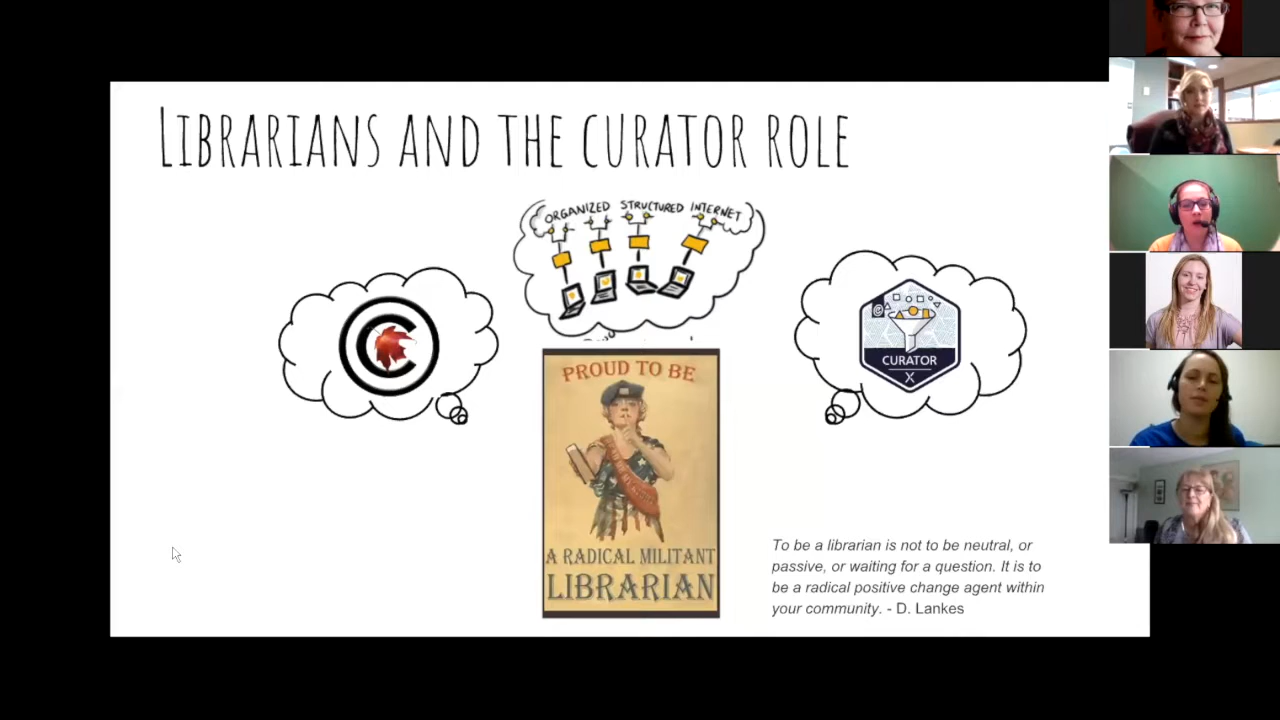 LIBRARIANS AND THE CURATOR ROLE
ORGANIZED STRUCTURED INTERNET
C
@
CURATOR
X
PROUD TO BE
A RADICAL MILITANT
LIBRARIAN
To be a librarian is not to be neutral, or
passive, or waiting for a question. It is to
be a radical positive change agent within
your community. - D. Lankes